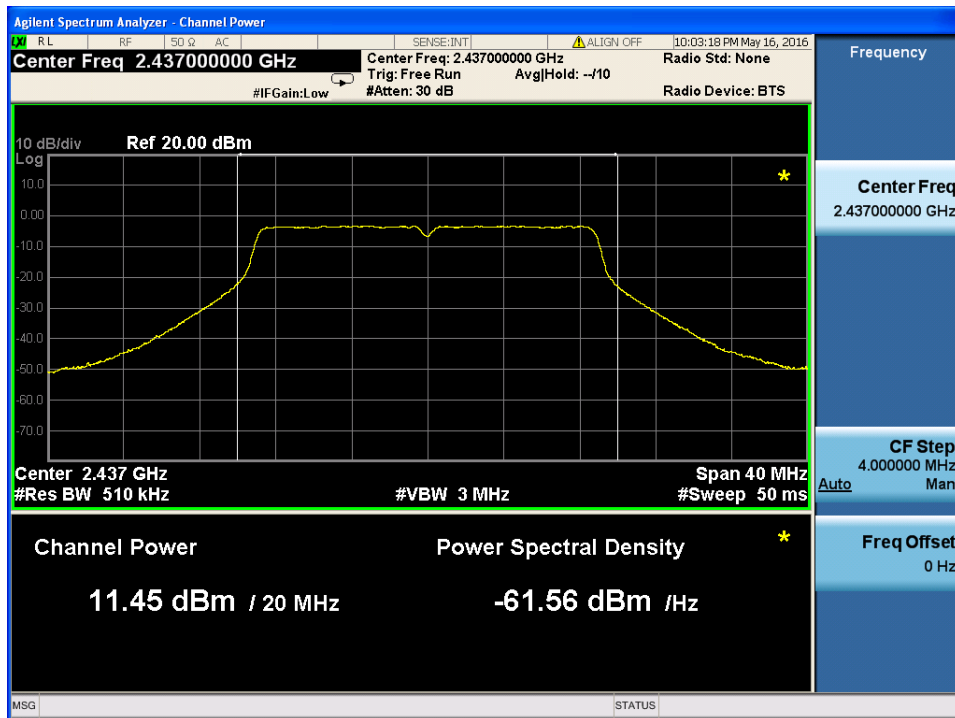 Agilent Spectrum Analyzer - Channel Power
LXI RL RF 50 Ω AC SENSE:INT ALIGN OFF 10:03:18 PM May 16, 2016
Center Freq 2.437000000 GHz
Center Freq: 2.437000000 GHz Radio Std: None
Trig: Free Run Avg|Hold: --/10
#IFGain:Low #Atten: 30 dB Radio Device: BTS
10 dB/div Ref 20.00 dBm
Log
10.0
0.00
-10.0
-20.0
-30.0
-40.0
-50.0
-60.0
-70.0
Center 2.437 GHz Span 40 MHz
#Res BW 510 kHz #VBW 3 MHz #Sweep 50 ms
Channel Power Power Spectral Density
11.45 dBm / 20 MHz -61.56 dBm /Hz
Frequency
Center Freq
2.437000000 GHz
CF Step
4.000000 MHz
Auto Man
Freq Offset
0 Hz
MSG STATUS